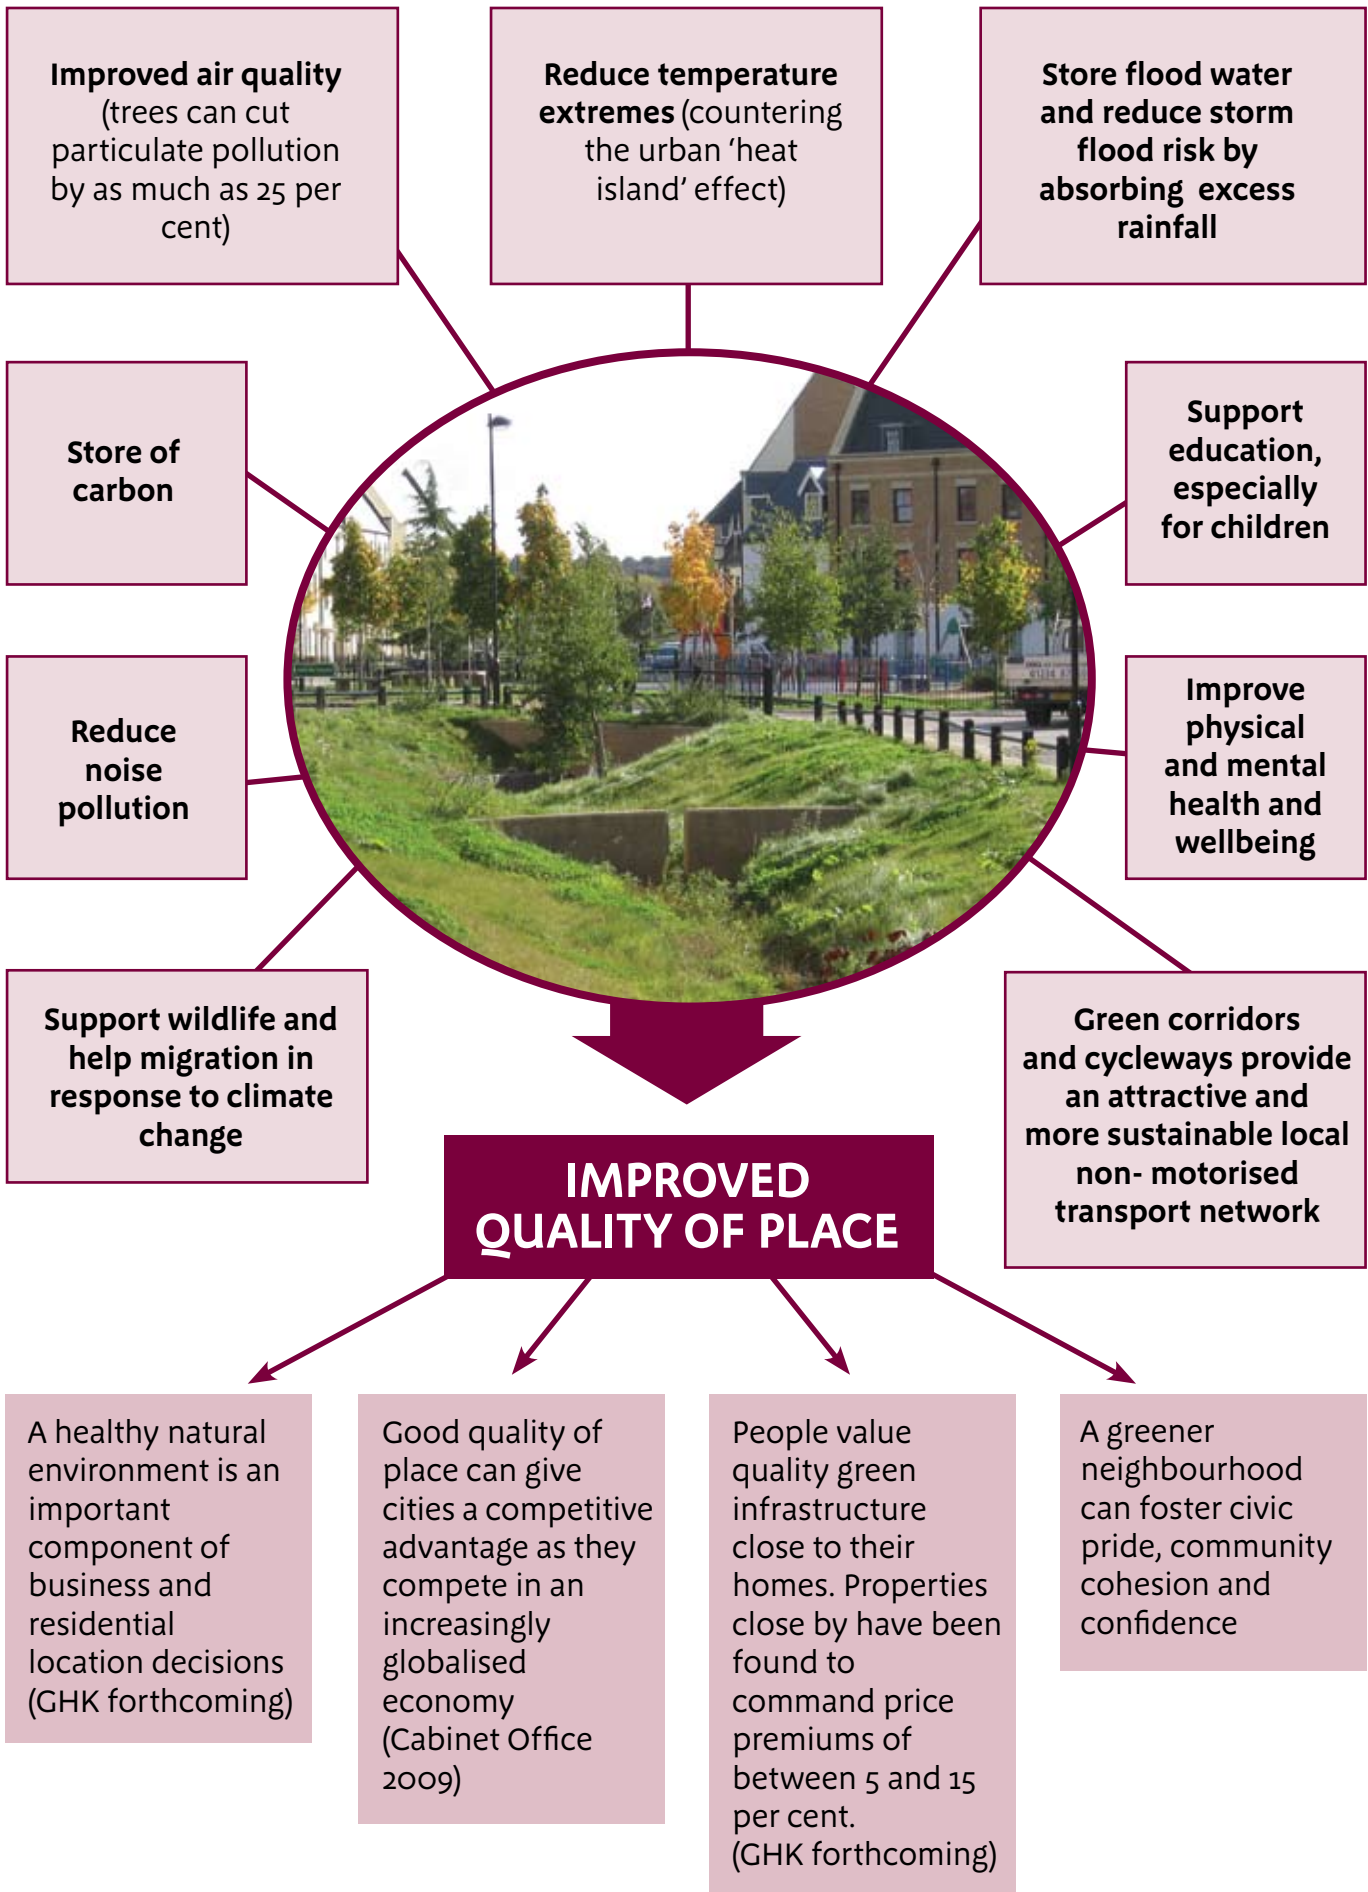 Improved air quality
(trees can cut
particulate pollution
by as much as 25 per
cent)
Reduce temperature
extremes (countering
the urban ‘heat
island’ effect)
Store flood water
and reduce storm
flood risk by
absorbing excess
rainfall
Store of
carbon
Support
education,
especially
for children
Reduce
noise
pollution
Improve
physical
and mental
health and
wellbeing
Support wildlife and
help migration in
response to climate
change
Green corridors
and cycleways provide
an attractive and
more sustainable local
non- motorised
transport network
IMPROVED
QUALITY OF PLACE
A healthy natural
environment is an
important
component of
business and
residential
location decisions
(GHK forthcoming)
Good quality of
place can give
cities a competitive
advantage as they
compete in an
increasingly
globalised
economy
(Cabinet Office
2009)
People value
quality green
infrastructure
close to their
homes. Properties
close by have been
found to
command price
premiums of
between 5 and 15
per cent.
(GHK forthcoming)
A greener
neighbourhood
can foster civic
pride, community
cohesion and
confidence